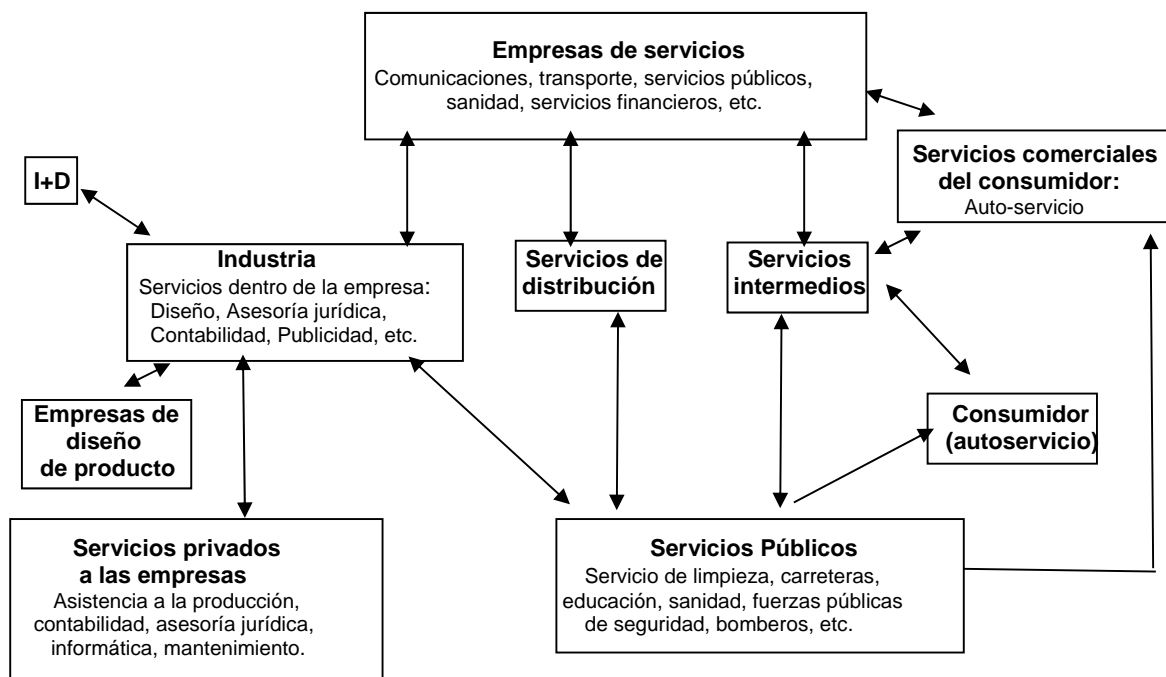 Empresas de servicios
Comunicaciones, transporte, servicios públicos,
sanidad, servicios financieros, etc.
Servicios comerciales
del consumidor:
Auto-servicio
I+D
Industria
Servicios dentro de la empresa:
Diseño, Asesoría jurídica,
Contabilidad, Publicidad, etc.
Servicios de
distribución
Servicios
intermedios
Empresas de
diseño
de producto
Consumidor
(autoservicio)
Servicios privados
a las empresas
Asistencia a la producción,
contabilidad, asesoría jurídica,
informática, mantenimiento.
Servicios Públicos
Servicio de limpieza, carreteras,
educación, sanidad, fuerzas públicas
de seguridad, bomberos, etc.